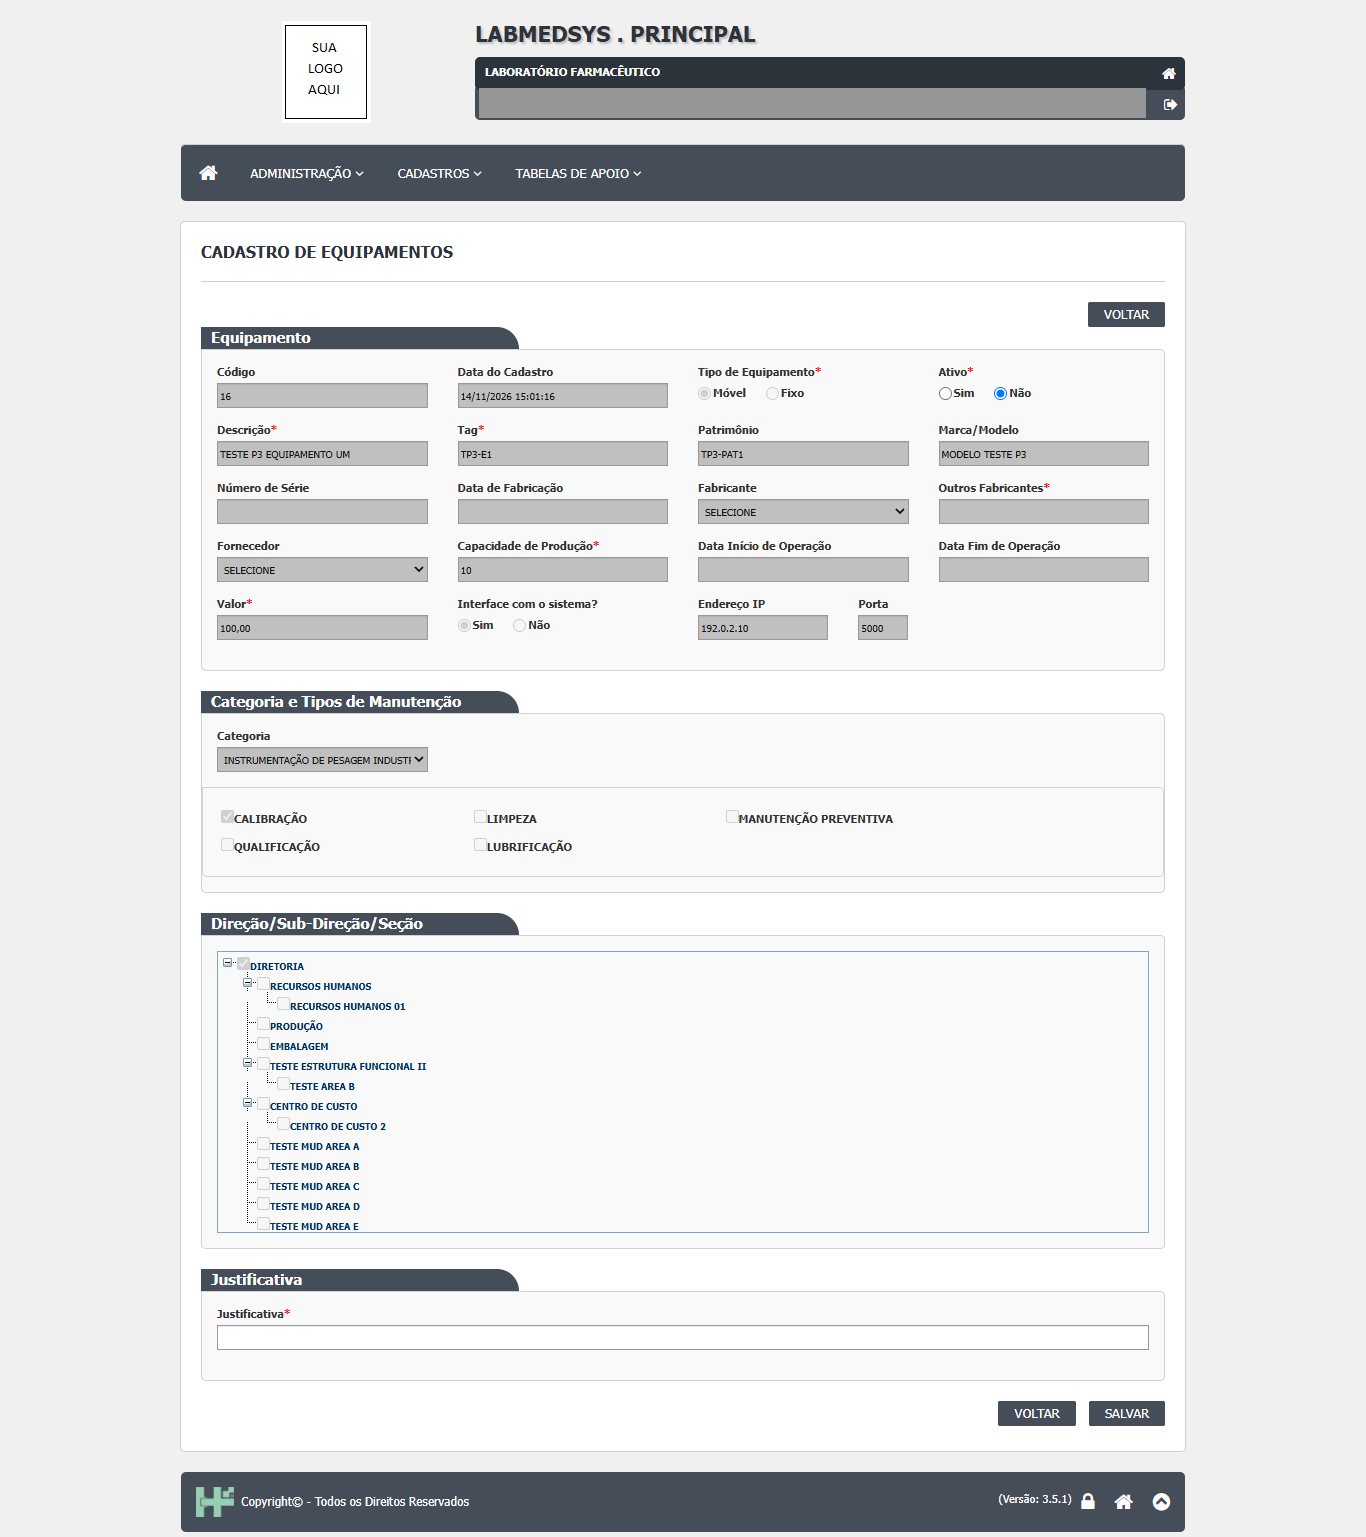 SUA
LOGO
AQUI
LABMEDSYS . PRINCIPAL
LABORATÓRIO FARMACÊUTICO
ADMINISTRAÇÃO CADASTROS TABELAS DE APOIO
CADASTRO DE EQUIPAMENTOS
VOLTAR
Equipamento
Código Data do Cadastro Tipo de Equipamento* Ativo*
16 14/11/2026 15:01:16 Móvel Fixo Sim Não
Descrição* Tag* Patrimônio Marca/Modelo
TESTE P3 EQUIPAMENTO UM TP3-E1 TP3-PAT1 MODELO TESTE P3
Número de Série Data de Fabricação Fabricante Outros Fabricantes*
SELECIONE
Fornecedor Capacidade de Produção* Data Início de Operação Data Fim de Operação
SELECIONE 10
Valor* Interface com o sistema? Endereço IP Porta
100,00 Sim Não 192.0.2.10 5000
Categoria e Tipos de Manutenção
Categoria
INSTRUMENTAÇÃO DE PESAGEM INDUSTR
CALIBRAÇÃO LIMPEZA MANUTENÇÃO PREVENTIVA
QUALIFICAÇÃO LUBRIFICAÇÃO
Direção/Sub-Direção/Seção
DIRETORIA
RECURSOS HUMANOS
RECURSOS HUMANOS 01
PRODUÇÃO
EMBALAGEM
TESTE ESTRUTURA FUNCIONAL II
TESTE AREA B
CENTRO DE CUSTO
CENTRO DE CUSTO 2
TESTE MUD AREA A
TESTE MUD AREA B
TESTE MUD AREA C
TESTE MUD AREA D
TESTE MUD AREA E
Justificativa
Justificativa*
VOLTAR SALVAR
Copyright© - Todos os Direitos Reservados (Versão: 3.5.1)